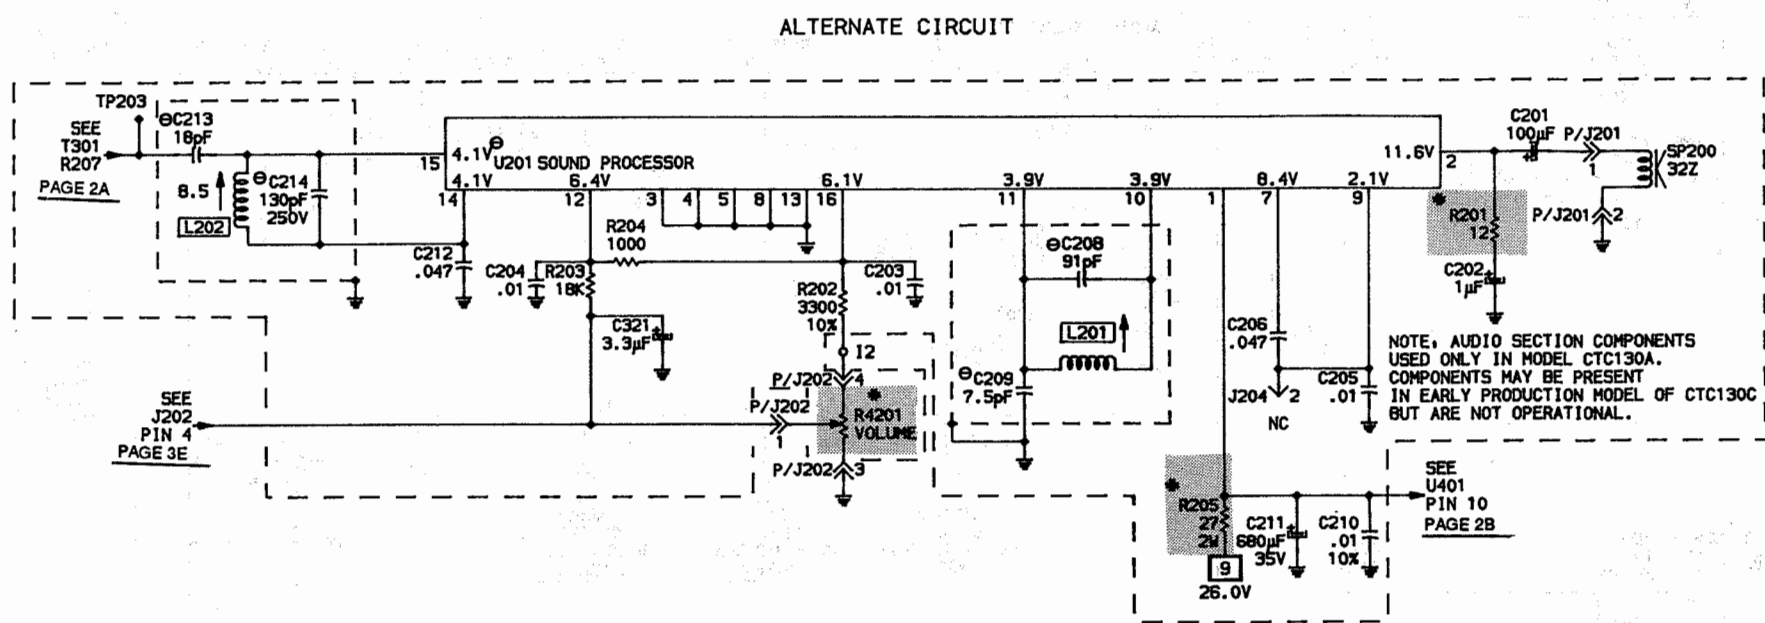 ALTERNATE CIRCUIT
TP203
SEE
T301
R207
PAGE 2A
⊖C213
18pF
8.5
L202
⊖C214
130pF
250V
15
4.1V
⊖
U201 SOUND PROCESSOR
4.1V
14
6.4V
12
3
4
5
8
13
6.1V
16
3.9V
11
3.9V
10
1
8.4V
7
2.1V
9
11.6V
2
C201
100µF
P/J201
1
SP200
32Z
P/J201
2
*
R201
12
C202
1µF
C212
.047
C204
.01
R203
18K
R204
1000
C203
.01
R202
3300
10%
C321
3.3µF
I2
P/J202
4
P/J202
1
*
R4201
VOLUME
P/J202
3
SEE
J202
PIN 4
PAGE 3E
⊖C208
91pF
L201
⊖C209
7.5pF
C206
.047
J204
2
NC
C205
.01
NOTE, AUDIO SECTION COMPONENTS
USED ONLY IN MODEL CTC130A.
COMPONENTS MAY BE PRESENT
IN EARLY PRODUCTION MODEL OF CTC130C
BUT ARE NOT OPERATIONAL.
*
R205
27
2W
9
26.0V
C211
680µF
35V
C210
.01
10%
SEE
U401
PIN 10
PAGE 2B